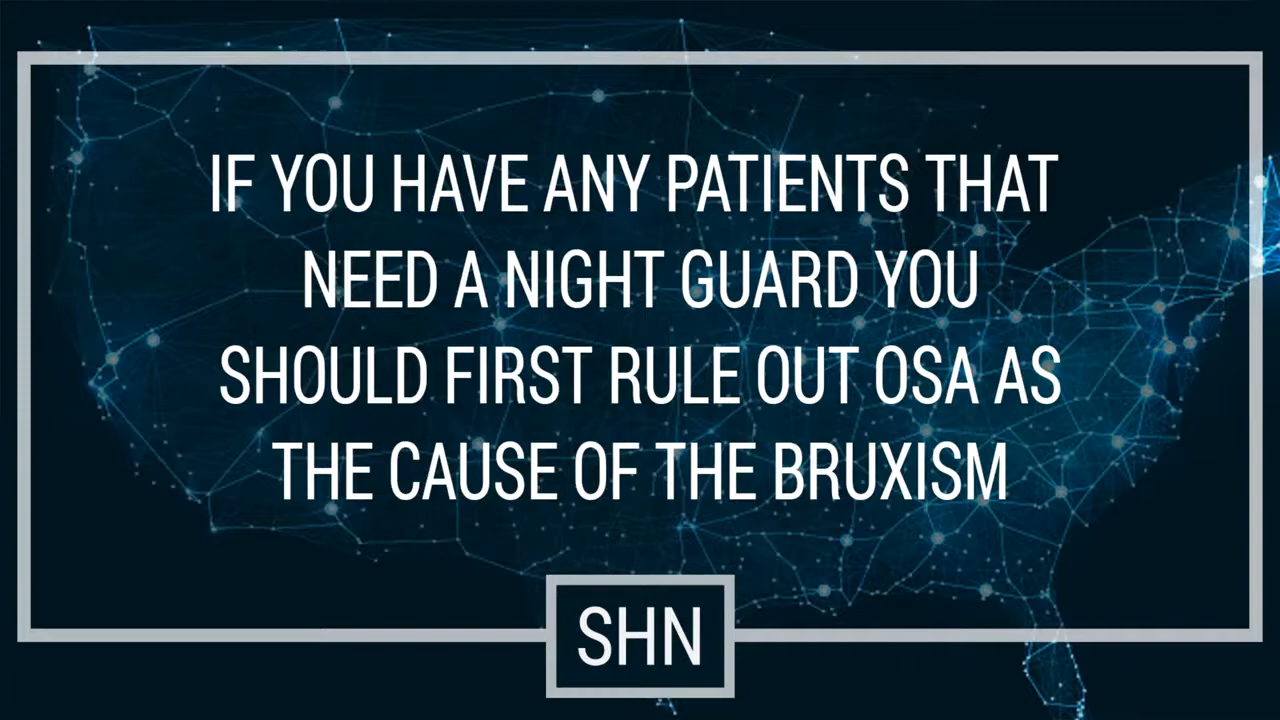 IF YOU HAVE ANY PATIENTS THAT
NEED A NIGHT GUARD YOU
SHOULD FIRST RULE OUT OSA AS
THE CAUSE OF THE BRUXISM
SHN